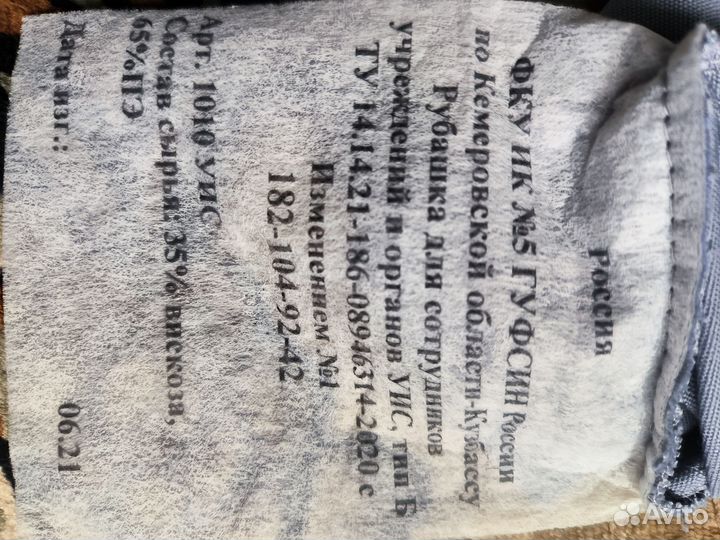 РОССИЯ
ФКУ ИК №5 ГУФСИН России
по Кемеровской области-Кузбассу
Рубашка для сотрудников
учреждений и органов УИС, тип Б
ТУ 14.14.21-186-08946314-2020 с
Изменением №1
182-104-92-42
Арт. 1010 УИС
Состав сырья: 35% вискоза,
65%ПЭ
Дата изг.: 06.21
Avito